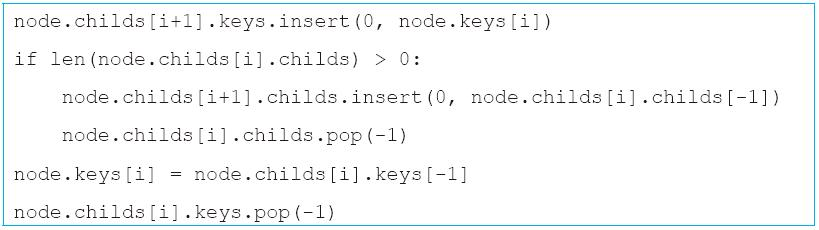 node.childs[i+1].keys.insert(0, node.keys[i])
if len(node.childs[i].childs) > 0:
    node.childs[i+1].childs.insert(0, node.childs[i].childs[-1])
    node.childs[i].childs.pop(-1)
node.keys[i] = node.childs[i].keys[-1]
node.childs[i].keys.pop(-1)